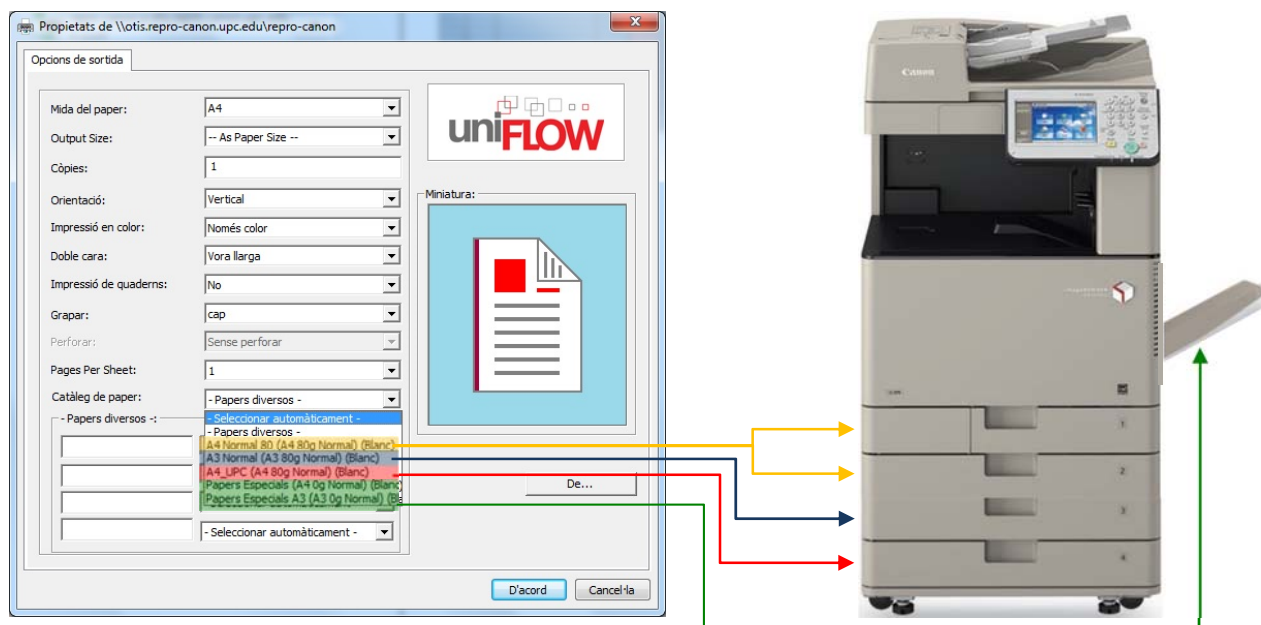 Propietats de \\otis.repro-canon.upc.edu\repro-canon
Opcions de sortida
Mida del paper: A4
Output Size: -- As Paper Size --
Còpies: 1
Orientació: Vertical
Impressió en color: Només color
Doble cara: Vora llarga
Impressió de quaderns: No
Grapar: cap
Perforar: Sense perforar
Pages Per Sheet: 1
Catàleg de paper: - Papers diversos -
- Papers diversos -:
- Seleccionar automàticament -
- Papers diversos -
A4 Normal 80 (A4 80g Normal) (Blanc)
A3 Normal (A3 80g Normal) (Blanc)
A4_UPC (A4 80g Normal) (Blanc)
Papers Especials (A4 0g Normal) (Blanc)
Papers Especials A3 (A3 0g Normal) (Bla
- Seleccionar automàticament -
uniFLOW
Miniatura:
De...
D'acord
Cancel·la
Canon
1
2
3
4